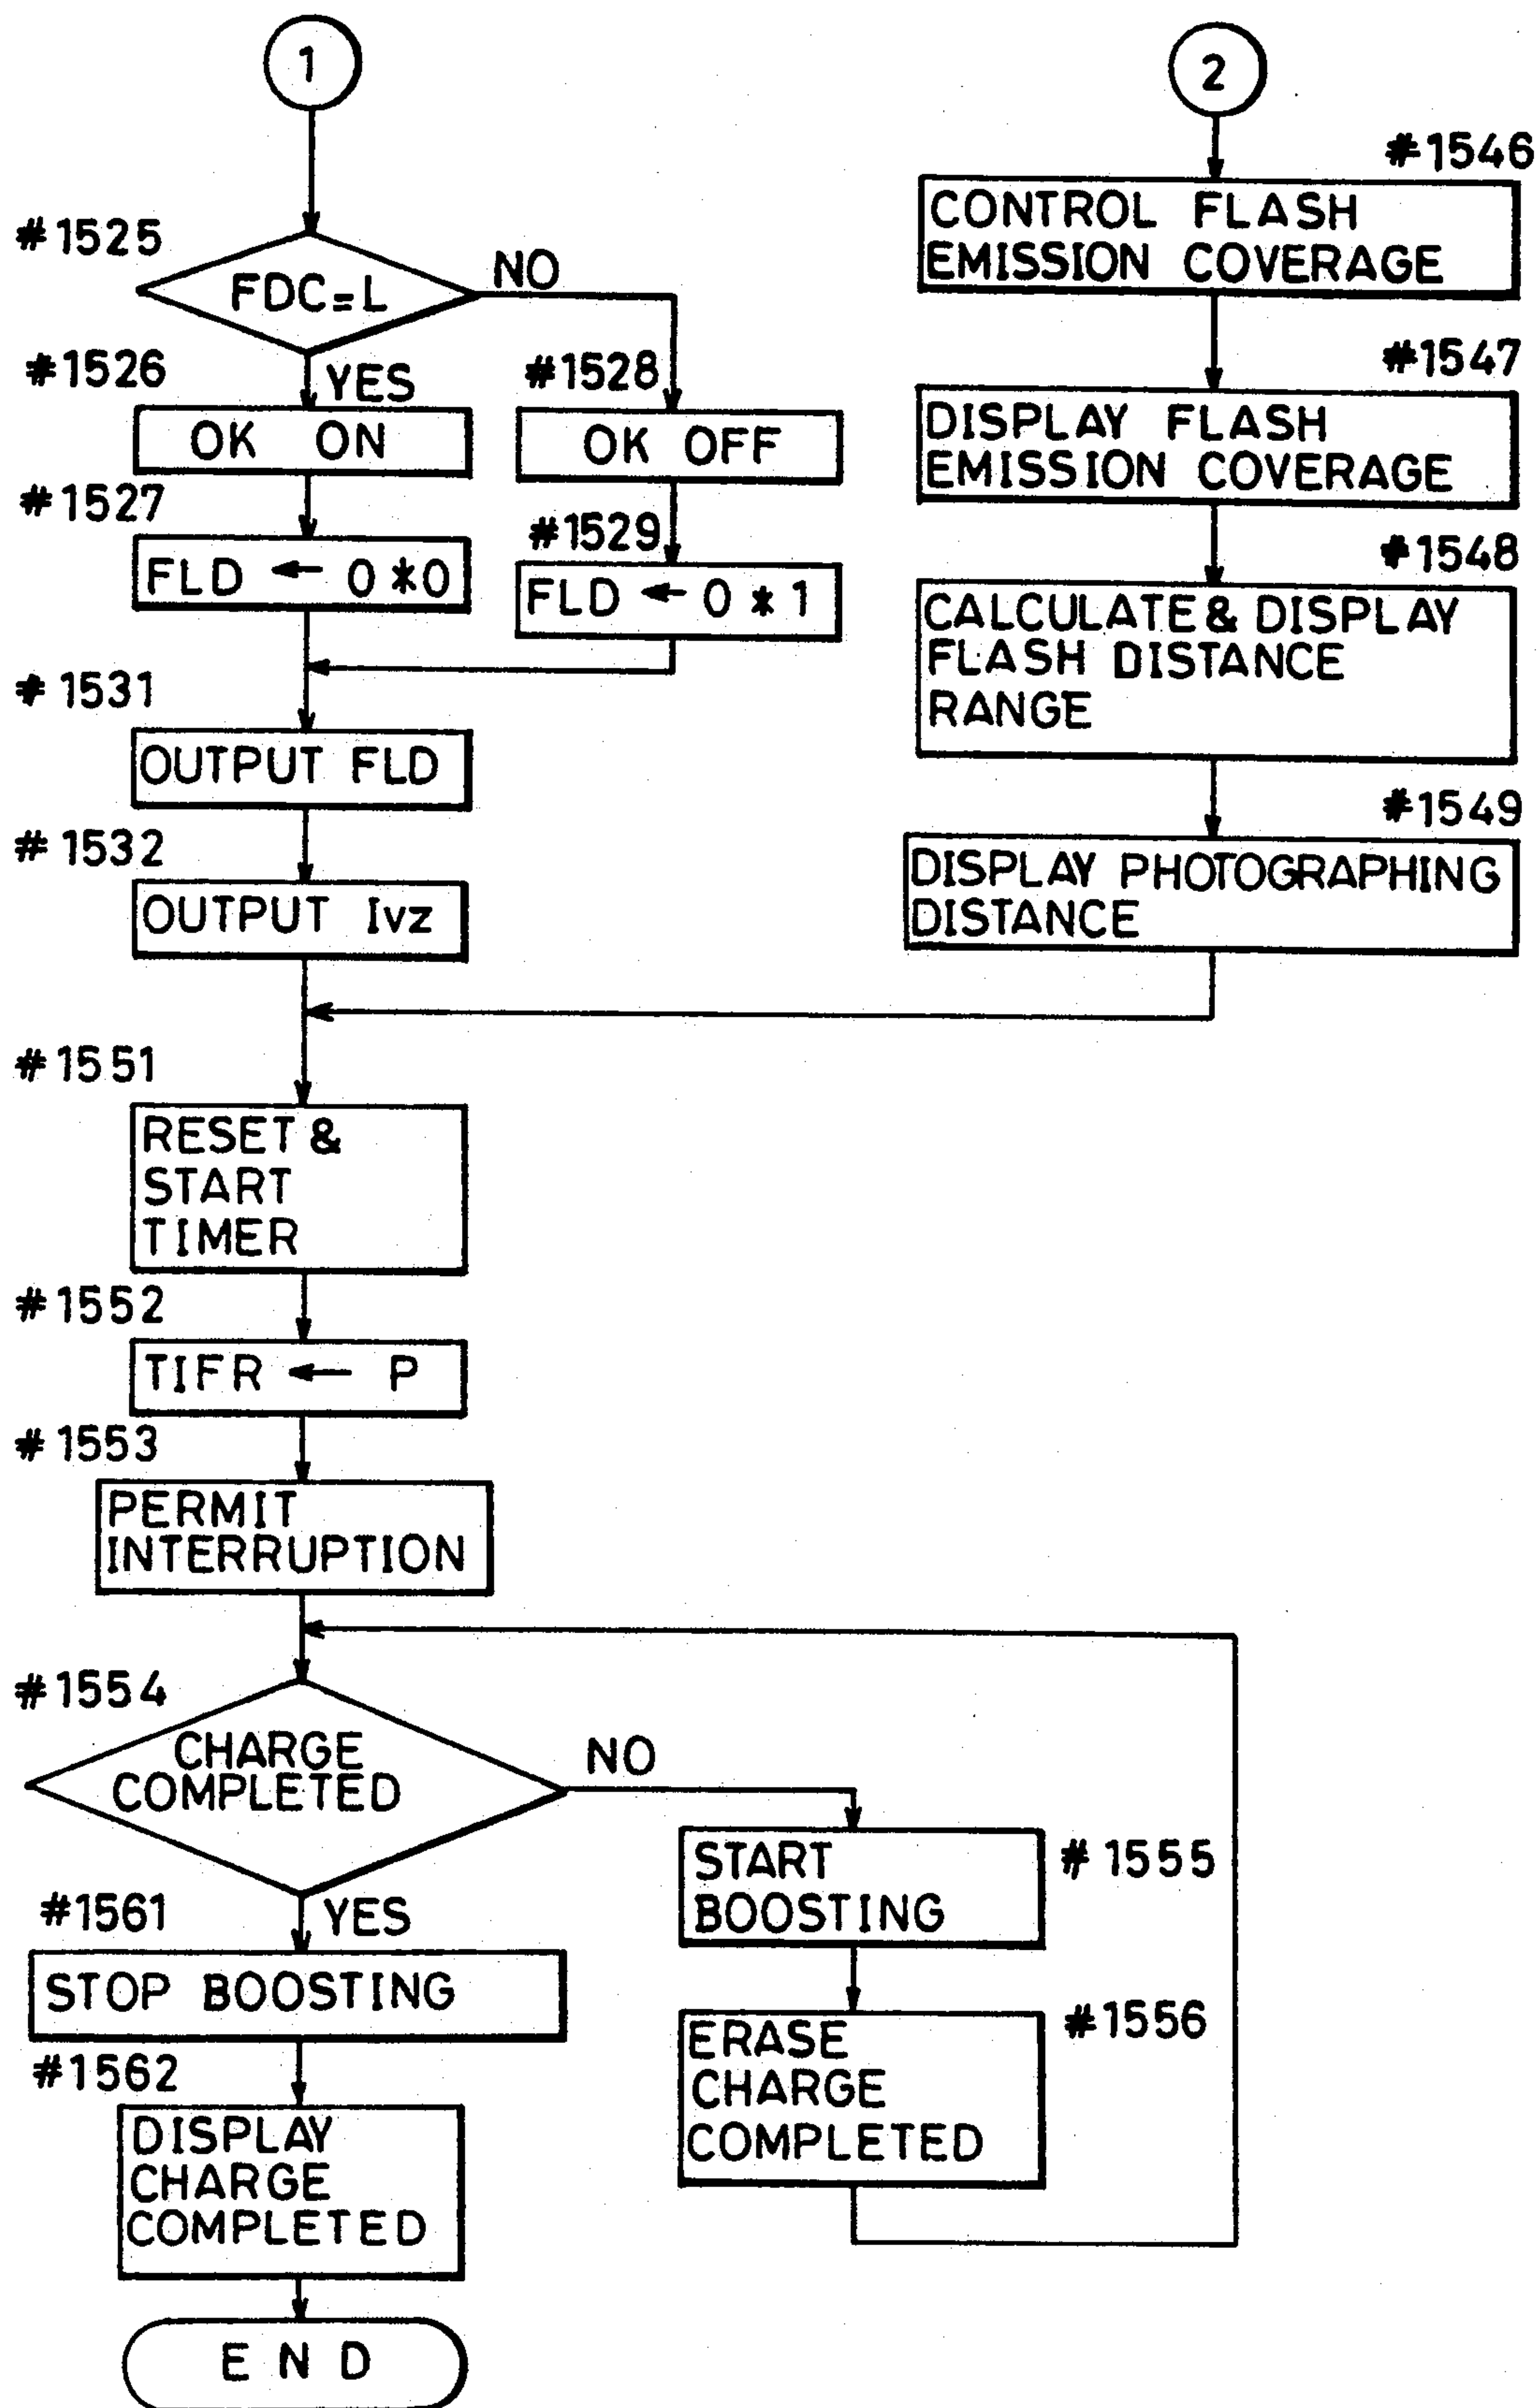 1
#1525
FDC=L
NO
#1526
YES
OK ON
#1527
FLD ← 0*0
#1528
OK OFF
#1529
FLD ← 0*1
#1531
OUTPUT FLD
#1532
OUTPUT Ivz
2
#1546
CONTROL FLASH
EMISSION COVERAGE
#1547
DISPLAY FLASH
EMISSION COVERAGE
#1548
CALCULATE & DISPLAY
FLASH DISTANCE
RANGE
#1549
DISPLAY PHOTOGRAPHING
DISTANCE
#1551
RESET &
START
TIMER
#1552
TIFR ← P
#1553
PERMIT
INTERRUPTION
#1554
CHARGE
COMPLETED
NO
START
BOOSTING
#1555
ERASE
CHARGE
COMPLETED
#1556
#1561
YES
STOP BOOSTING
#1562
DISPLAY
CHARGE
COMPLETED
END